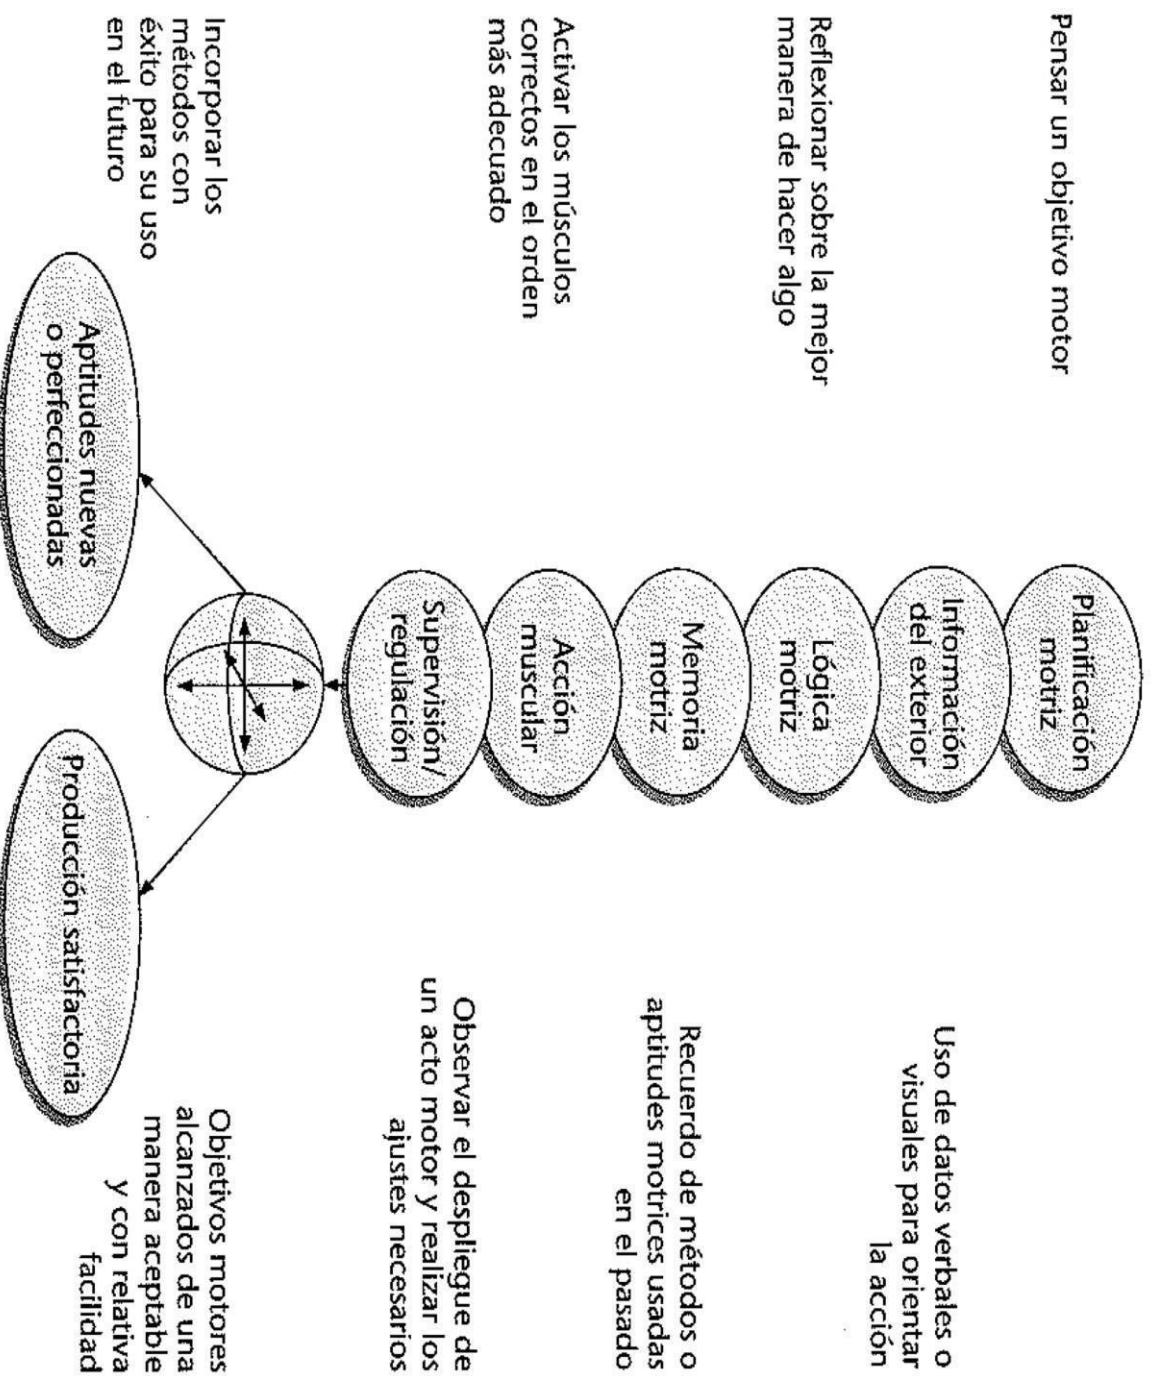 Pensar un objetivo motor
Planificación
motriz
Información
del exterior
Uso de datos verbales o
visuales para orientar
la acción
Reflexionar sobre la mejor
manera de hacer algo
Lógica
motriz
Memoria
motriz
Recuerdo de métodos o
aptitudes motrices usadas
en el pasado
Activar los músculos
correctos en el orden
más adecuado
Acción
muscular
Supervisión/
regulación
Observar el despliegue de
un acto motor y realizar los
ajustes necesarios
Incorporar los
métodos con
éxito para su uso
en el futuro
Aptitudes nuevas
o perfeccionadas
Producción satisfactoria
Objetivos motores
alcanzados de una
manera aceptable
y con relativa
facilidad